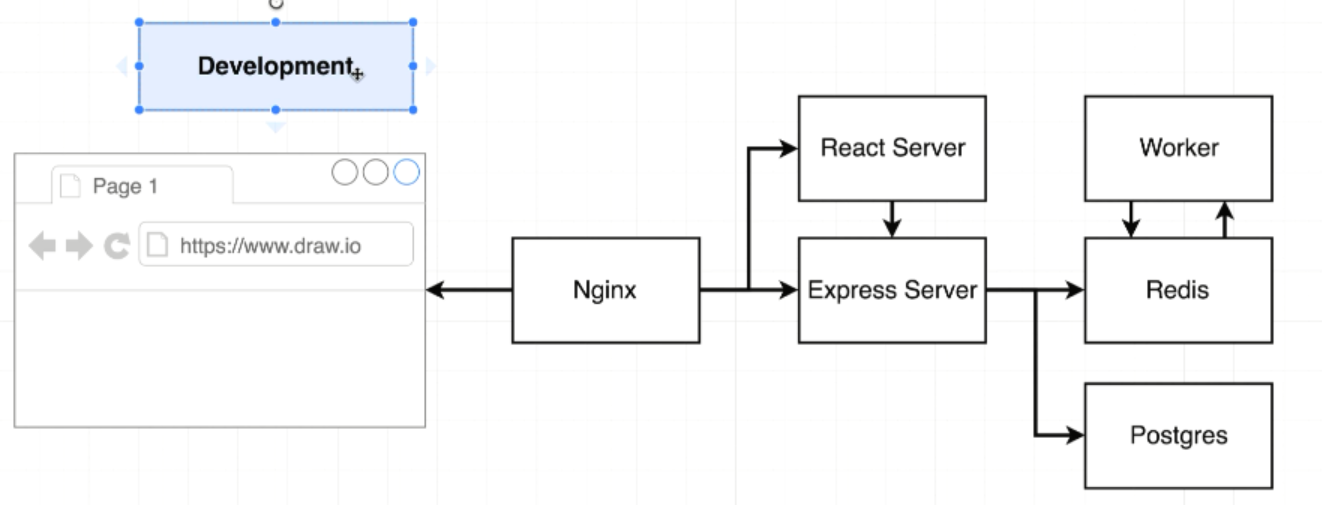 Development
Page 1
https://www.draw.io
React Server
Worker
Nginx
Express Server
Redis
Postgres